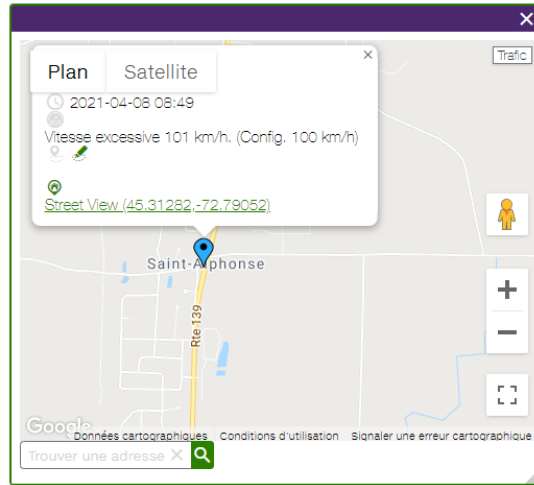 Trafic
Plan Satellite
2021-04-08 08:49
Vitesse excessive 101 km/h. (Config. 100 km/h)
Street View (45.31282,-72.79052)
Saint-Alphonse
Rte 139
Google
Données cartographiques Conditions d'utilisation Signaler une erreur cartographique
Trouver une adresse